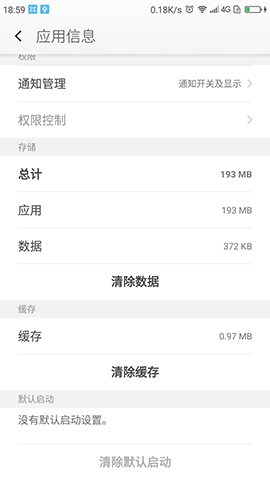 18:59 0.18K/s 4G
应用信息
权限
通知管理 通知开关及显示
权限控制
存储
总计 193 MB
应用 193 MB
数据 372 KB
清除数据
缓存
缓存 0.97 MB
清除缓存
默认启动
没有默认启动设置。
清除默认启动